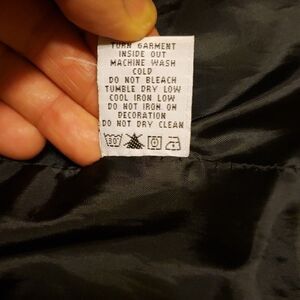 TURN GARMENT
INSIDE OUT
MACHINE WASH
COLD
DO NOT BLEACH
TUMBLE DRY LOW
COOL IRON LOW
DO NOT IRON ON
DECORATION
DO NOT DRY CLEAN
30